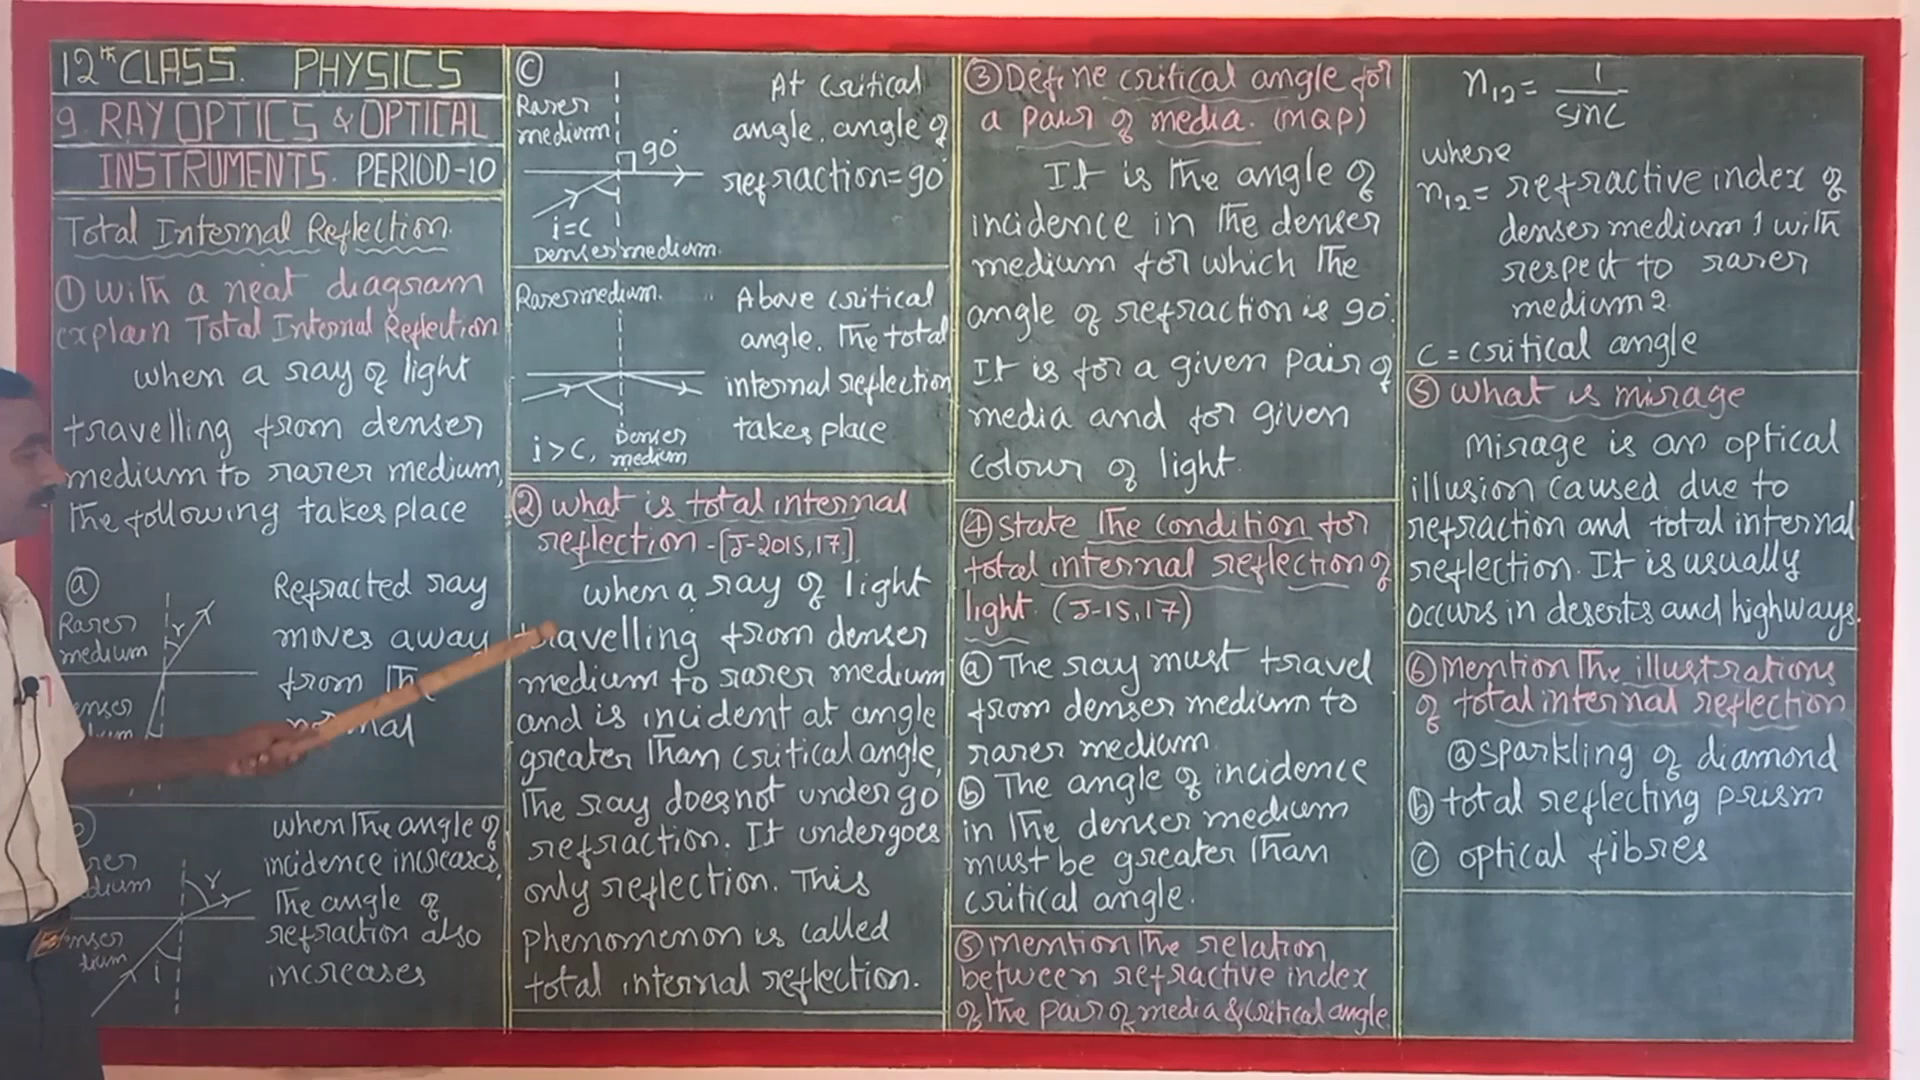 12th CLASS. PHYSICS
9. RAY OPTICS & OPTICAL
INSTRUMENTS. PERIOD-10
Total Internal Reflection.
① With a neat diagram
explain Total Internal Reflection
when a ray of light
travelling from denser
medium to rarer medium,
the following takes place
ⓐ
Rarer
medium
r
Refracted ray
moves away
from the
i
when the angle of
incidence increases,
the angle of
refraction also
increases
r
i
ⓒ
Rarer
medium
90°
i=c
Denser medium.
At critical
angle, angle of
refraction=90°
Rarer medium.
i>c, Denser
medium
Above critical
angle. The total
internal reflection
takes place
② what is total internal
reflection -[J-2015,17].
when a ray of light
travelling from denser
medium to rarer medium
and is incident at angle
greater than critical angle,
the ray does not undergo
refraction. It undergoes
only reflection. This
phenomenon is called
total internal reflection.
③ Define critical angle for
a pair of media. (MQP)
It is the angle of
incidence in the denser
medium for which the
angle of refraction is 90°.
It is for a given pair of
media and for given
colour of light.
④ State the condition for
total internal reflection of
light. (J-15,17)
ⓐ The ray must travel
from denser medium to
rarer medium.
ⓑ The angle of incidence
in the denser medium
must be greater than
critical angle.
⑤ mention the relation
between refractive index
of the pair of media & critical angle
n₁₂= 1
sinc
where
n₁₂= refractive index of
denser medium 1 with
respect to rarer
medium 2
c = critical angle
⑤ What is mirage
Mirage is an optical
illusion caused due to
refraction and total internal
reflection. It is usually
occurs in deserts and highways.
⑥ Mention the illustrations
of total internal reflection
ⓐ sparkling of diamond
ⓑ total reflecting prism
ⓒ optical fibres